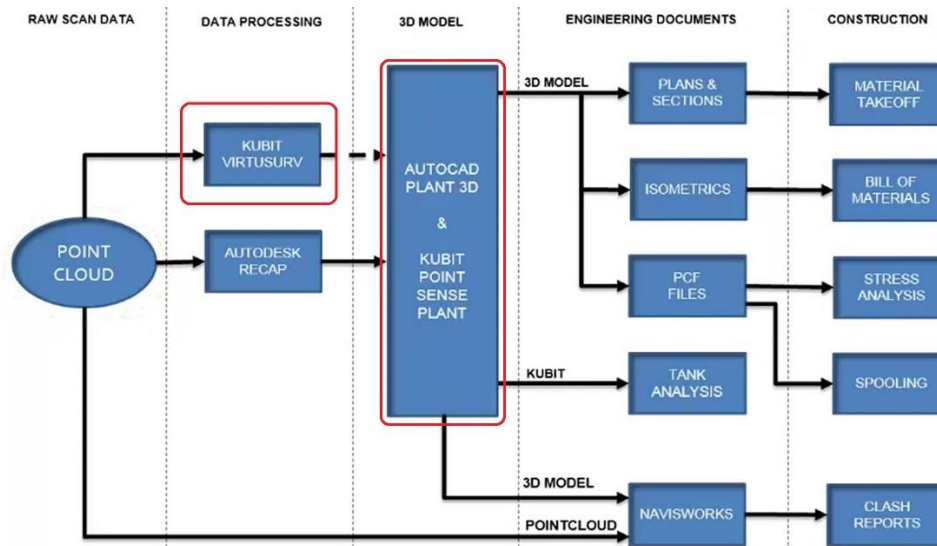 RAW SCAN DATA
DATA PROCESSING
3D MODEL
ENGINEERING DOCUMENTS
CONSTRUCTION
POINT
CLOUD
KUBIT
VIRTUSURV
AUTODESK
RECAP
AUTOCAD
PLANT 3D
&
KUBIT
POINT
SENSE
PLANT
3D MODEL
PLANS &
SECTIONS
MATERIAL
TAKEOFF
ISOMETRICS
BILL OF
MATERIALS
PCF
FILES
STRESS
ANALYSIS
SPOOLING
KUBIT
TANK
ANALYSIS
3D MODEL
POINTCLOUD
NAVISWORKS
CLASH
REPORTS